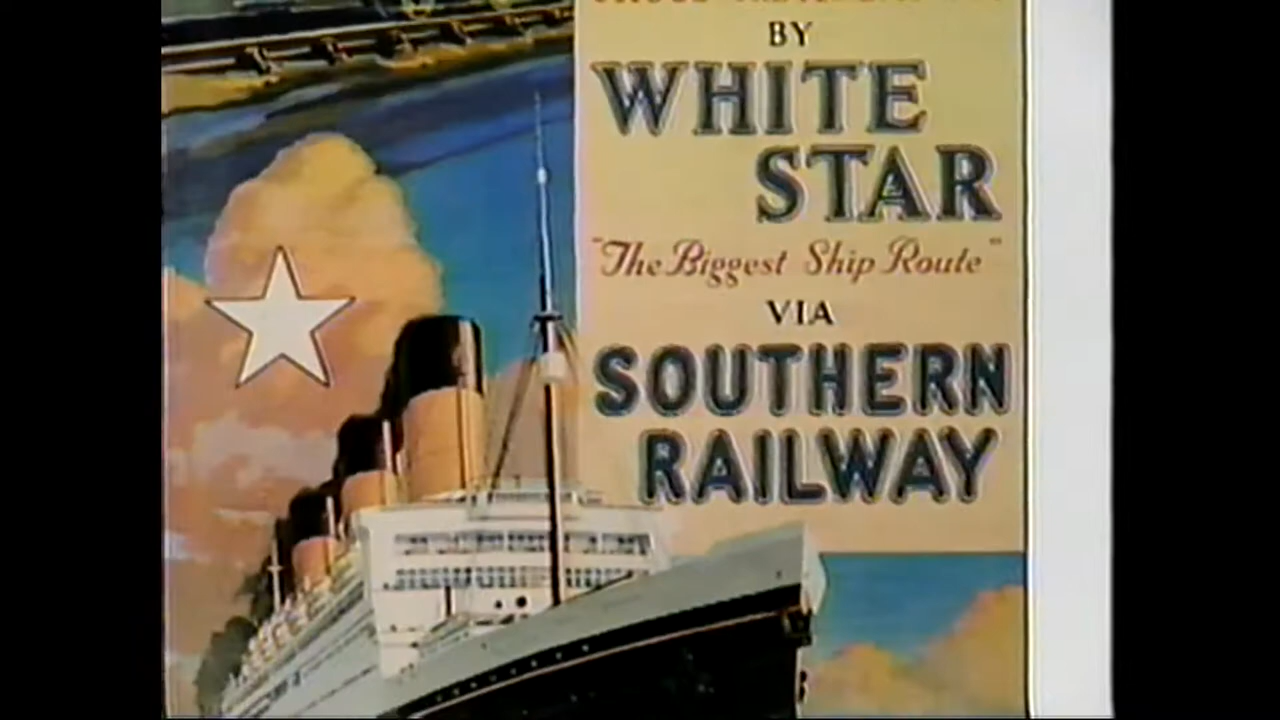 BY
WHITE
STAR
"The Biggest Ship Route"
VIA
SOUTHERN
RAILWAY